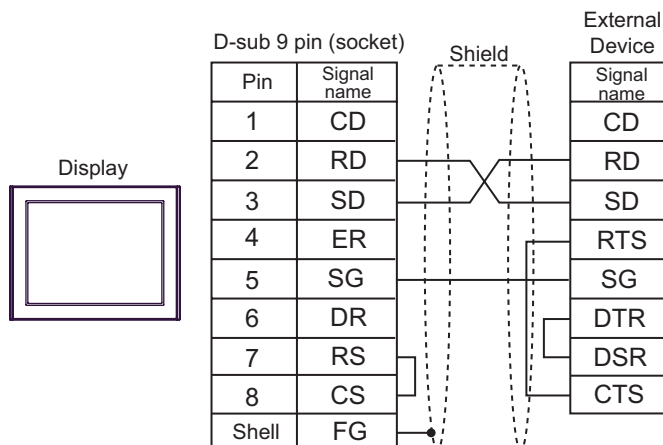 External
Device
D-sub 9 pin (socket)
Shield
Pin Signal name
Signal name
1 CD CD
2 RD RD
Display
3 SD SD
4 ER RTS
5 SG SG
6 DR DTR
7 RS DSR
8 CS CTS
Shell FG